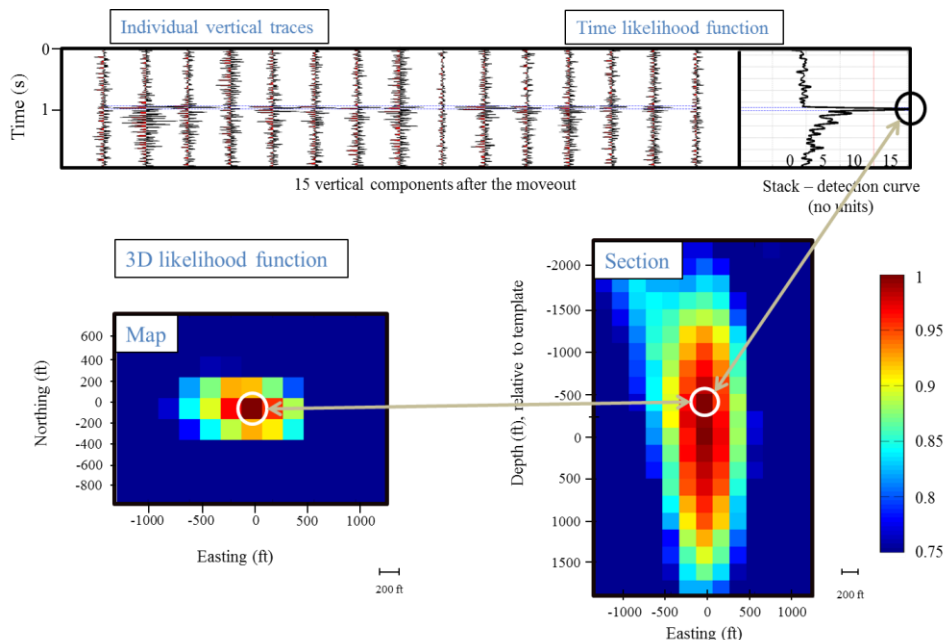 Individual vertical traces
Time likelihood function
Time (s)
0
1
0 5 10 15
15 vertical components after the moveout
Stack – detection curve
(no units)
3D likelihood function
Map
Northing (ft)
600
400
200
0
-200
-400
-600
-800
-1000 -500 0 500 1000
Easting (ft)
200 ft
Section
Depth (ft), relative to template
-2000
-1500
-1000
-500
0
500
1000
1500
-1000 -500 0 500 1000
Easting (ft)
200 ft
1
0.95
0.9
0.85
0.8
0.75